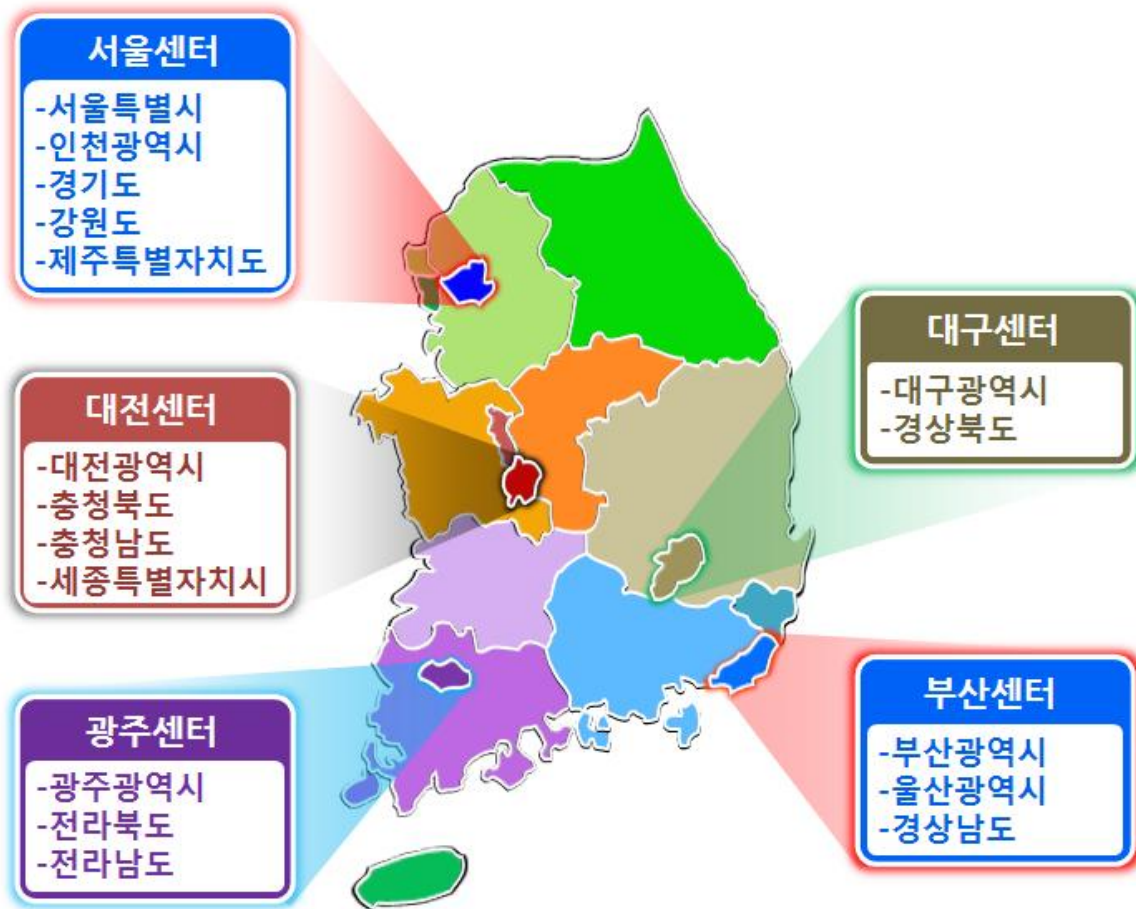 서울센터
-서울특별시
-인천광역시
-경기도
-강원도
-제주특별자치도
대전센터
-대전광역시
-충청북도
-충청남도
-세종특별자치시
광주센터
-광주광역시
-전라북도
-전라남도
대구센터
-대구광역시
-경상북도
부산센터
-부산광역시
-울산광역시
-경상남도